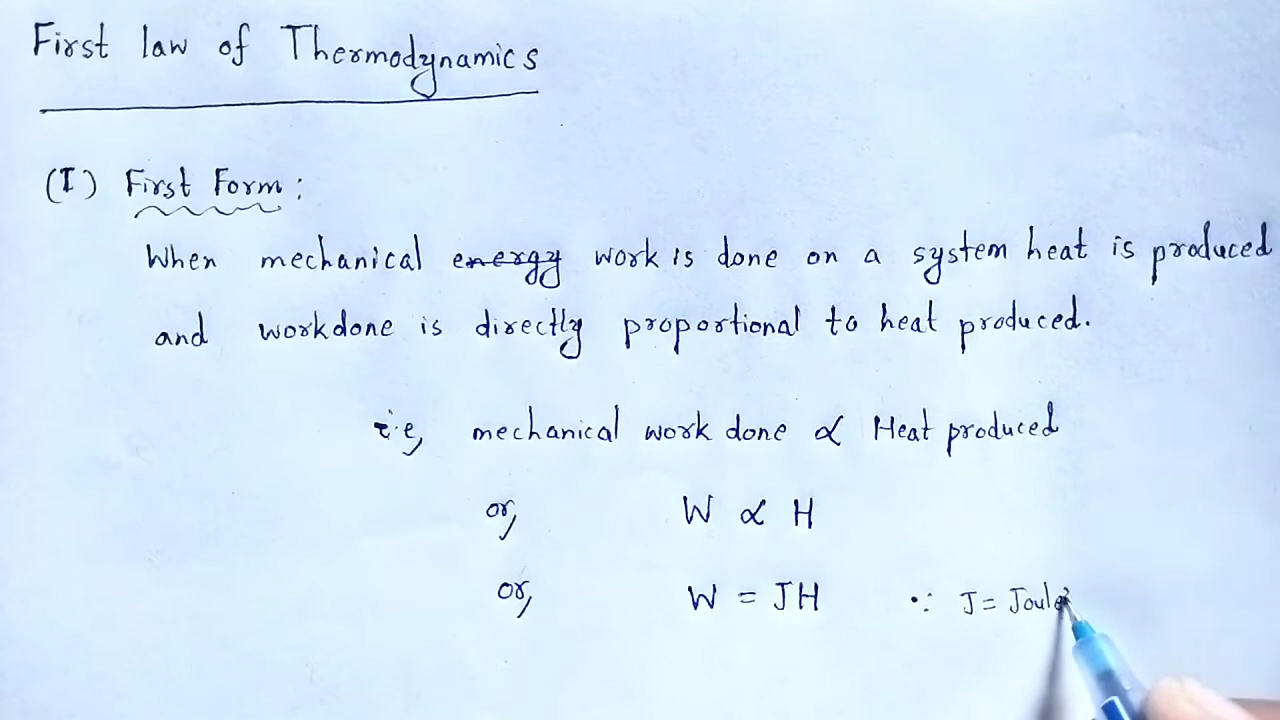 First law of Thermodynamics
(I) First Form:
When mechanical energy work is done on a system heat is produced
and workdone is directly proportional to heat produced.
i.e, mechanical work done ∝ Heat produced
or, W ∝ H
or, W = JH ∵ J = Joule's